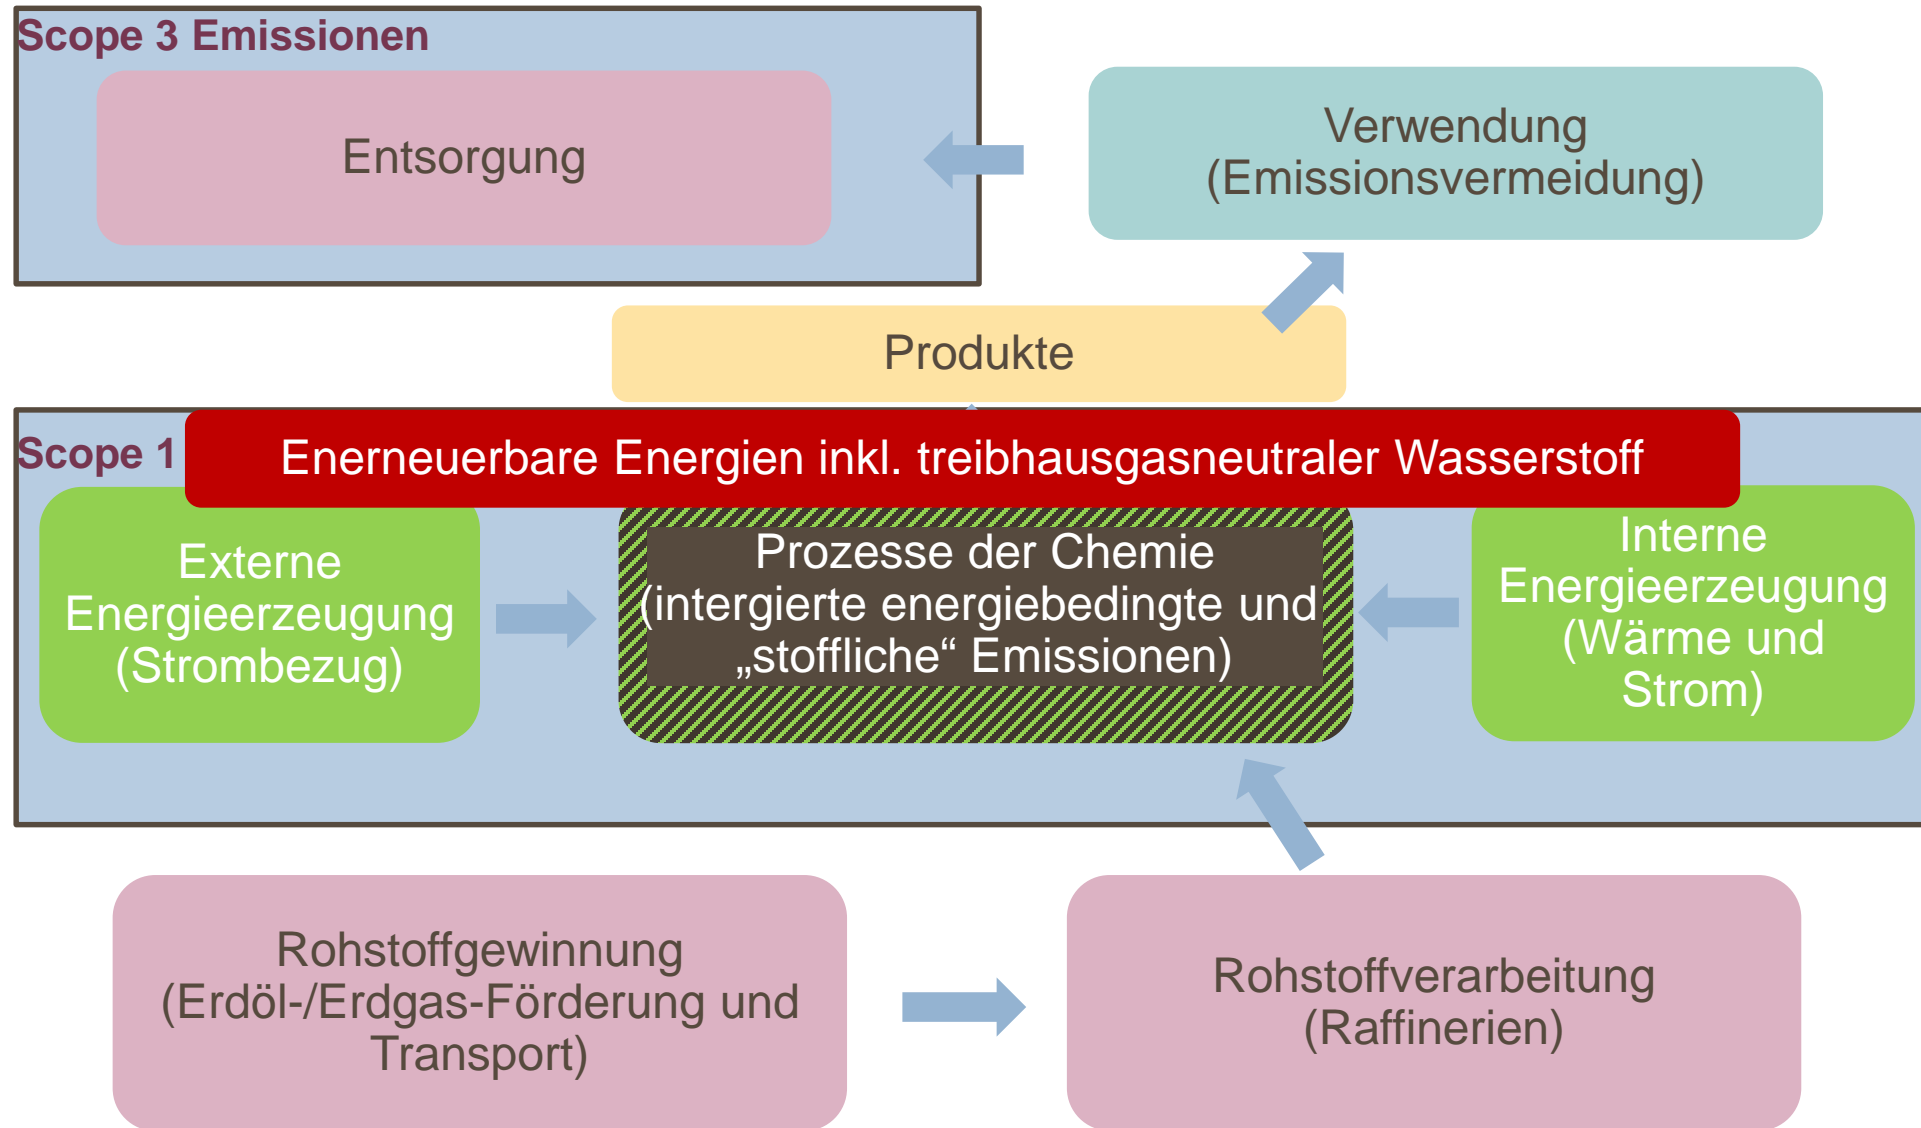 Scope 3 Emissionen
Entsorgung
Verwendung
(Emissionsvermeidung)
Produkte
Scope 1
Enerneuerbare Energien inkl. treibhausgasneutraler Wasserstoff
Externe
Energieerzeugung
(Strombezug)
Prozesse der Chemie
(intergierte energiebedingte und
„stoffliche“ Emissionen)
Interne
Energieerzeugung
(Wärme und
Strom)
Rohstoffgewinnung
(Erdöl-/Erdgas-Förderung und
Transport)
Rohstoffverarbeitung
(Raffinerien)